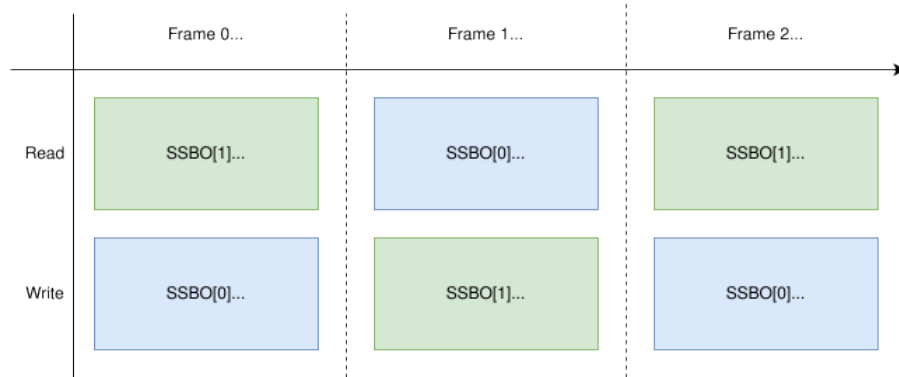 Frame 0...
Frame 1...
Frame 2...
Read
SSBO[1]...
SSBO[0]...
SSBO[1]...
Write
SSBO[0]...
SSBO[1]...
SSBO[0]...